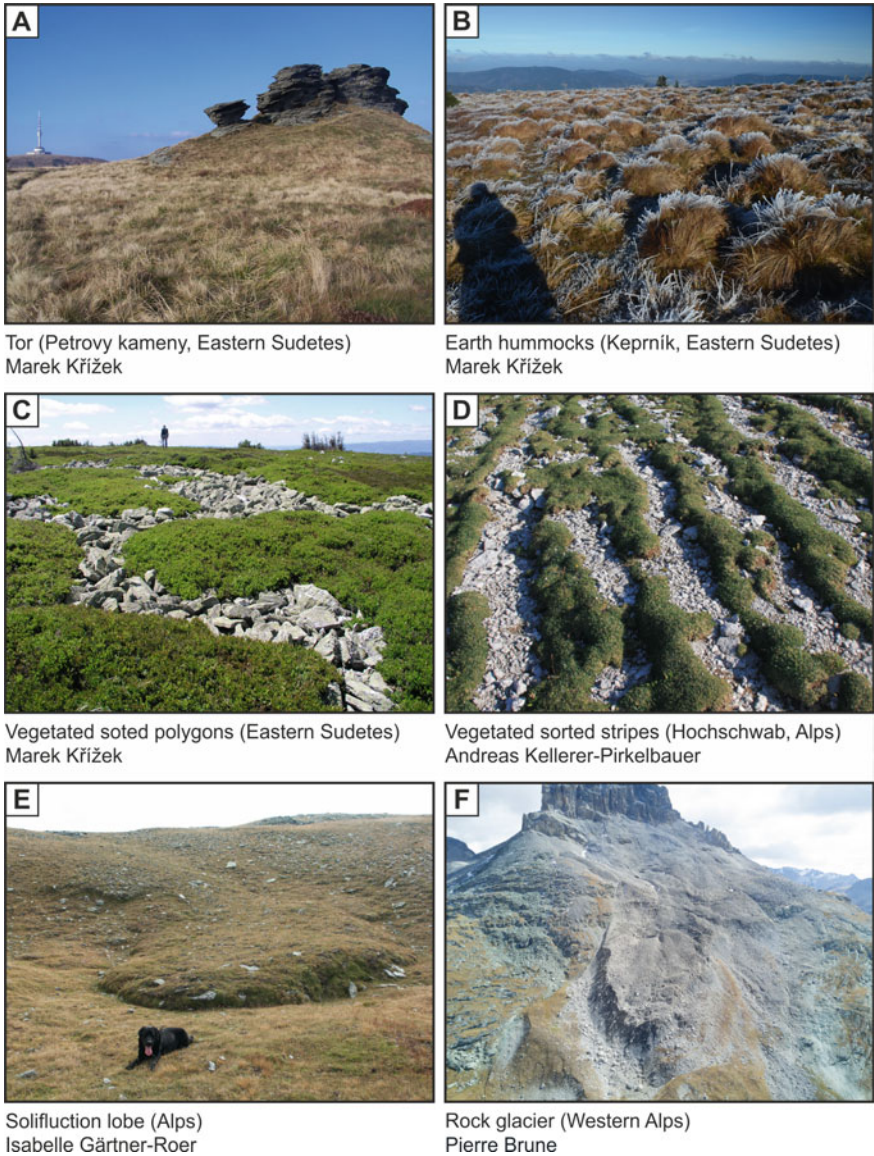 A
B
Tor (Petrovy kameny, Eastern Sudetes)
Marek Křížek
Earth hummocks (Keprník, Eastern Sudetes)
Marek Křížek
C
D
Vegetated soted polygons (Eastern Sudetes)
Marek Křížek
Vegetated sorted stripes (Hochschwab, Alps)
Andreas Kellerer-Pirkelbauer
E
F
Solifluction lobe (Alps)
Isabelle Gärtner-Roer
Rock glacier (Western Alps)
Pierre Brune